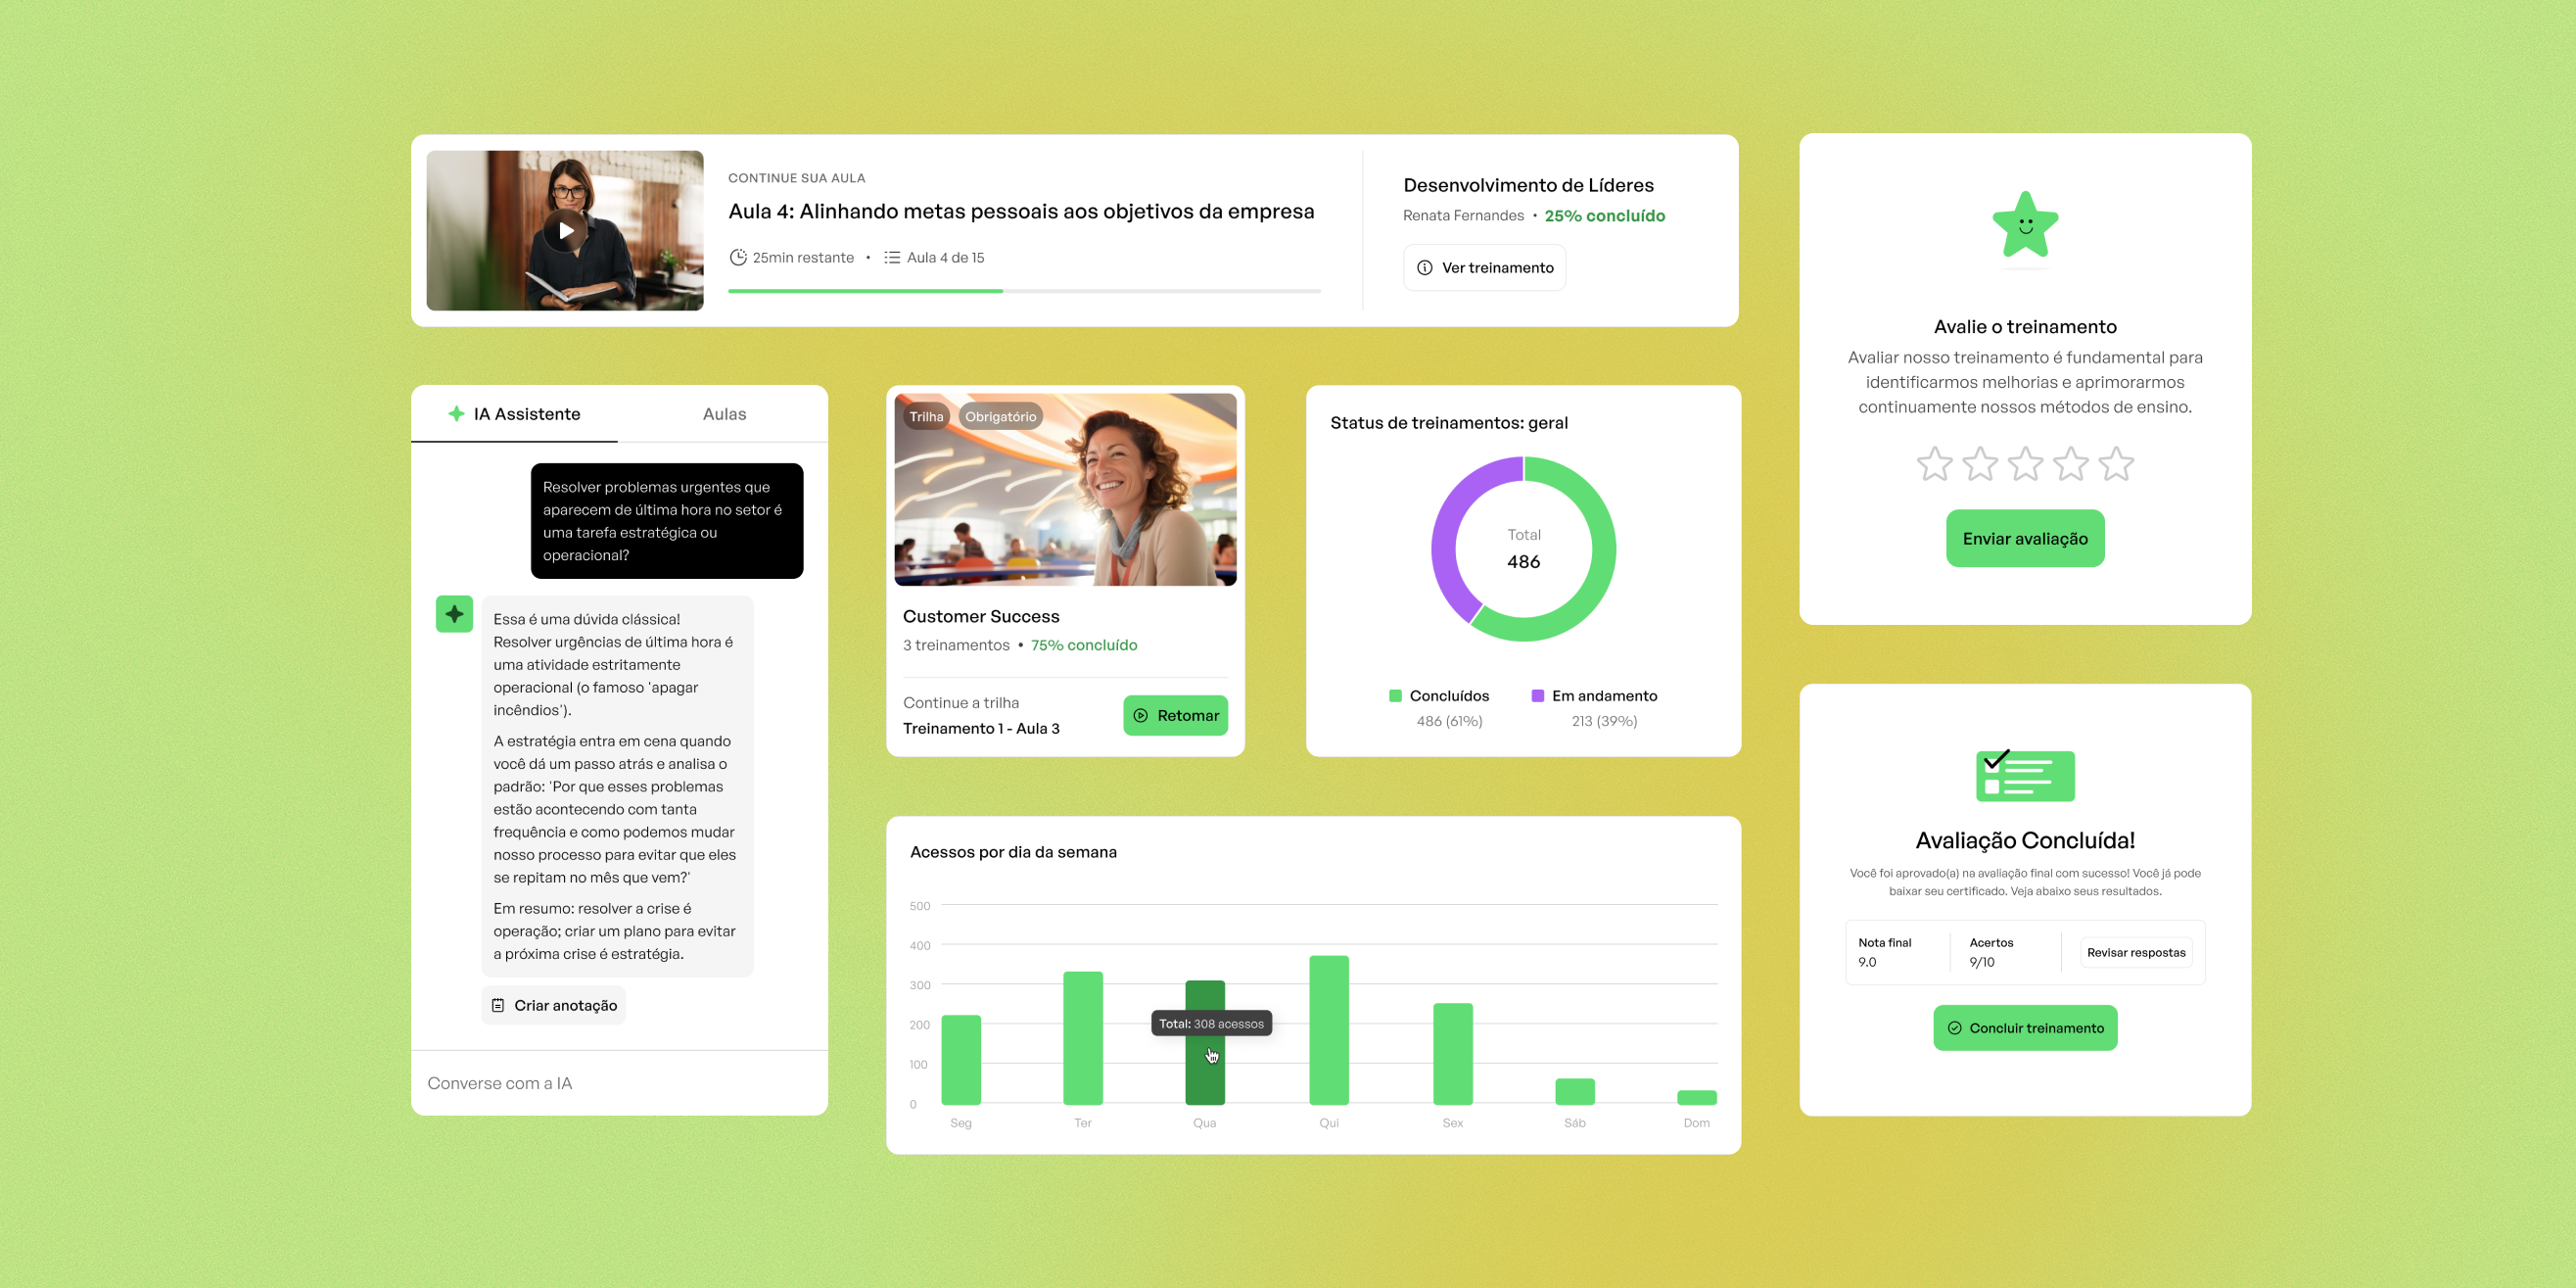 CONTINUE SUA AULA
Aula 4: Alinhando metas pessoais aos objetivos da empresa
25min restante • Aula 4 de 15
Desenvolvimento de Líderes
Renata Fernandes • 25% concluído
Ver treinamento
IA Assistente
Aulas
Resolver problemas urgentes que
aparecem de última hora no setor é
uma tarefa estratégica ou
operacional?
Essa é uma dúvida clássica!
Resolver urgências de última hora é
uma atividade estritamente
operacional (o famoso 'apagar
incêndios').
A estratégia entra em cena quando
você dá um passo atrás e analisa o
padrão: 'Por que esses problemas
estão acontecendo com tanta
frequência e como podemos mudar
nosso processo para evitar que eles
se repitam no mês que vem?'
Em resumo: resolver a crise é
operação; criar um plano para evitar
a próxima crise é estratégia.
Criar anotação
Converse com a IA
Trilha
Obrigatório
Customer Success
3 treinamentos • 75% concluído
Continue a trilha
Treinamento 1 - Aula 3
Retomar
Status de treinamentos: geral
Total
486
Concluídos
486 (61%)
Em andamento
213 (39%)
Acessos por dia da semana
500
400
300
200
100
0
Total: 308 acessos
Seg
Ter
Qua
Qui
Sex
Sáb
Dom
Avalie o treinamento
Avaliar nosso treinamento é fundamental para
identificarmos melhorias e aprimorarmos
continuamente nossos métodos de ensino.
Enviar avaliação
Avaliação Concluída!
Você foi aprovado(a) na avaliação final com sucesso! Você já pode
baixar seu certificado. Veja abaixo seus resultados.
Nota final
9.0
Acertos
9/10
Revisar respostas
Concluir treinamento